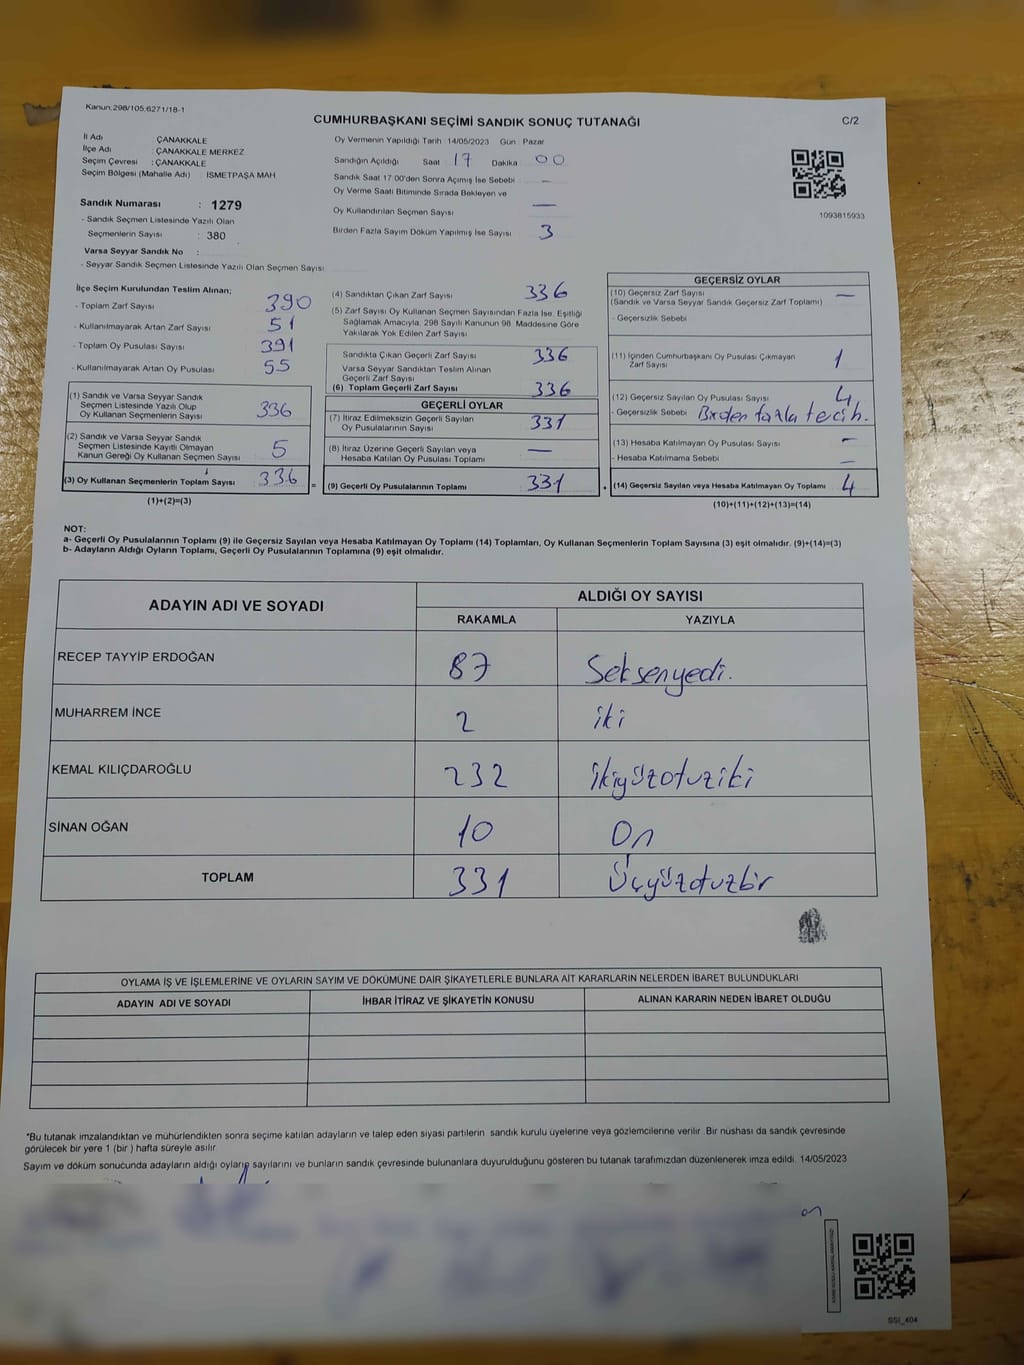 Kanun:298/105,6271/18-1
CUMHURBAŞKANI SEÇİMİ SANDIK SONUÇ TUTANAĞI
C/2
İl Adı ÇANAKKALE
İlçe Adı : ÇANAKKALE MERKEZ
Seçim Çevresi : ÇANAKKALE
Seçim Bölgesi (Mahalle Adı) : İSMETPAŞA MAH
Sandık Numarası : 1279
- Sandık Seçmen Listesinde Yazılı Olan
Seçmenlerin Sayısı : 380
Varsa Seyyar Sandık No :
- Seyyar Sandık Seçmen Listesinde Yazılı Olan Seçmen Sayısı
Oy Vermenin Yapıldığı Tarih 14/05/2023 Gün : Pazar
Sandığın Açıldığı Saat : 17 Dakika : 00
Sandık Saat 17:00'den Sonra Açımış İse Sebebi : —
Oy Verme Saati Bitiminde Sırada Bekleyen ve
Oy Kullandırılan Seçmen Sayısı —
Birden Fazla Sayım Döküm Yapılmış İse Sayısı 3
1093815933
İlçe Seçim Kurulundan Teslim Alınan;
- Toplam Zarf Sayısı 390
- Kullanılmayarak Artan Zarf Sayısı 51
- Toplam Oy Pusulası Sayısı 391
- Kullanılmayarak Artan Oy Pusulası 55
(1) Sandık ve Varsa Seyyar Sandık
Seçmen Listesinde Yazılı Olup
Oy Kullanan Seçmenlerin Sayısı 336
(2) Sandık ve Varsa Seyyar Sandık
Seçmen Listesinde Kayıtlı Olmayan
Kanun Gereği Oy Kullanan Seçmen Sayısı 5
(3) Oy Kullanan Seçmenlerin Toplam Sayısı 336 =
(1)+(2)=(3)
(4) Sandıktan Çıkan Zarf Sayısı 336
(5) Zarf Sayısı Oy Kullanan Seçmen Sayısından Fazla İse, Eşitliği
Sağlamak Amacıyla, 298 Sayılı Kanunun 98. Maddesine Göre
Yakılarak Yok Edilen Zarf Sayısı
Sandıkta Çıkan Geçerli Zarf Sayısı 336
Varsa Seyyar Sandıktan Teslim Alınan
Geçerli Zarf Sayısı
(6) Toplam Geçerli Zarf Sayısı 336
GEÇERLİ OYLAR
(7) İtiraz Edilmeksizin Geçerli Sayılan
Oy Pusulalarının Sayısı 331
(8) İtiraz Üzerine Geçerli Sayılan veya
Hesaba Katılan Oy Pusulası Toplamı —
(9) Geçerli Oy Pusulalarının Toplamı 331 +
GEÇERSİZ OYLAR
(10) Geçersiz Zarf Sayısı —
(Sandık ve Varsa Seyyar Sandık Geçersiz Zarf Toplamı)
- Geçersizlik Sebebi
(11) İçinden Cumhurbaşkanı Oy Pusulası Çıkmayan
Zarf Sayısı 1
(12) Geçersiz Sayılan Oy Pusulası Sayısı 4
- Geçersizlik Sebebi Birden fazla tecih.
(13) Hesaba Katılmayan Oy Pusulası Sayısı —
- Hesaba Katılmama Sebebi —
(14) Geçersiz Sayılan veya Hesaba Katılmayan Oy Toplamı 4
(10)+(11)+(12)+(13)=(14)
NOT:
a- Geçerli Oy Pusulalarının Toplamı (9) ile Geçersiz Sayılan veya Hesaba Katılmayan Oy Toplamı (14) Toplamları, Oy Kullanan Seçmenlerin Toplam Sayısına (3) eşit olmalıdır. (9)+(14)=(3)
b- Adayların Aldığı Oyların Toplamı, Geçerli Oy Pusulalarının Toplamına (9) eşit olmalıdır.
ADAYIN ADI VE SOYADI ALDIĞI OY SAYISI
RAKAMLA YAZIYLA
RECEP TAYYİP ERDOĞAN 87 Seksenyedi.
MUHARREM İNCE 2 iki
KEMAL KILIÇDAROĞLU 232 ikiyüzotuziki
SİNAN OĞAN 10 On
TOPLAM 331 Üçyüzotuzbir
OYLAMA İŞ VE İŞLEMLERİNE VE OYLARIN SAYIM VE DÖKÜMÜNE DAİR ŞİKAYETLERLE BUNLARA AİT KARARLARIN NELERDEN İBARET BULUNDUKLARI
ADAYIN ADI VE SOYADI İHBAR İTİRAZ VE ŞİKAYETİN KONUSU ALINAN KARARIN NEDEN İBARET OLDUĞU
*Bu tutanak imzalandıktan ve mühürlendikten sonra seçime katılan adayların ve talep eden siyasi partilerin sandık kurulu üyelerine veya gözlemcilerine verilir. Bir nüshası da sandık çevresinde
görülecek bir yere 1 (bir ) hafta süreyle asılır.
Sayım ve döküm sonucunda adayların aldığı oyların sayılarını ve bunların sandık çevresinde bulunanlara duyurulduğunu gösteren bu tutanak tarafımızdan düzenlenerek imza edildi. 14/05/2023
SSI_404